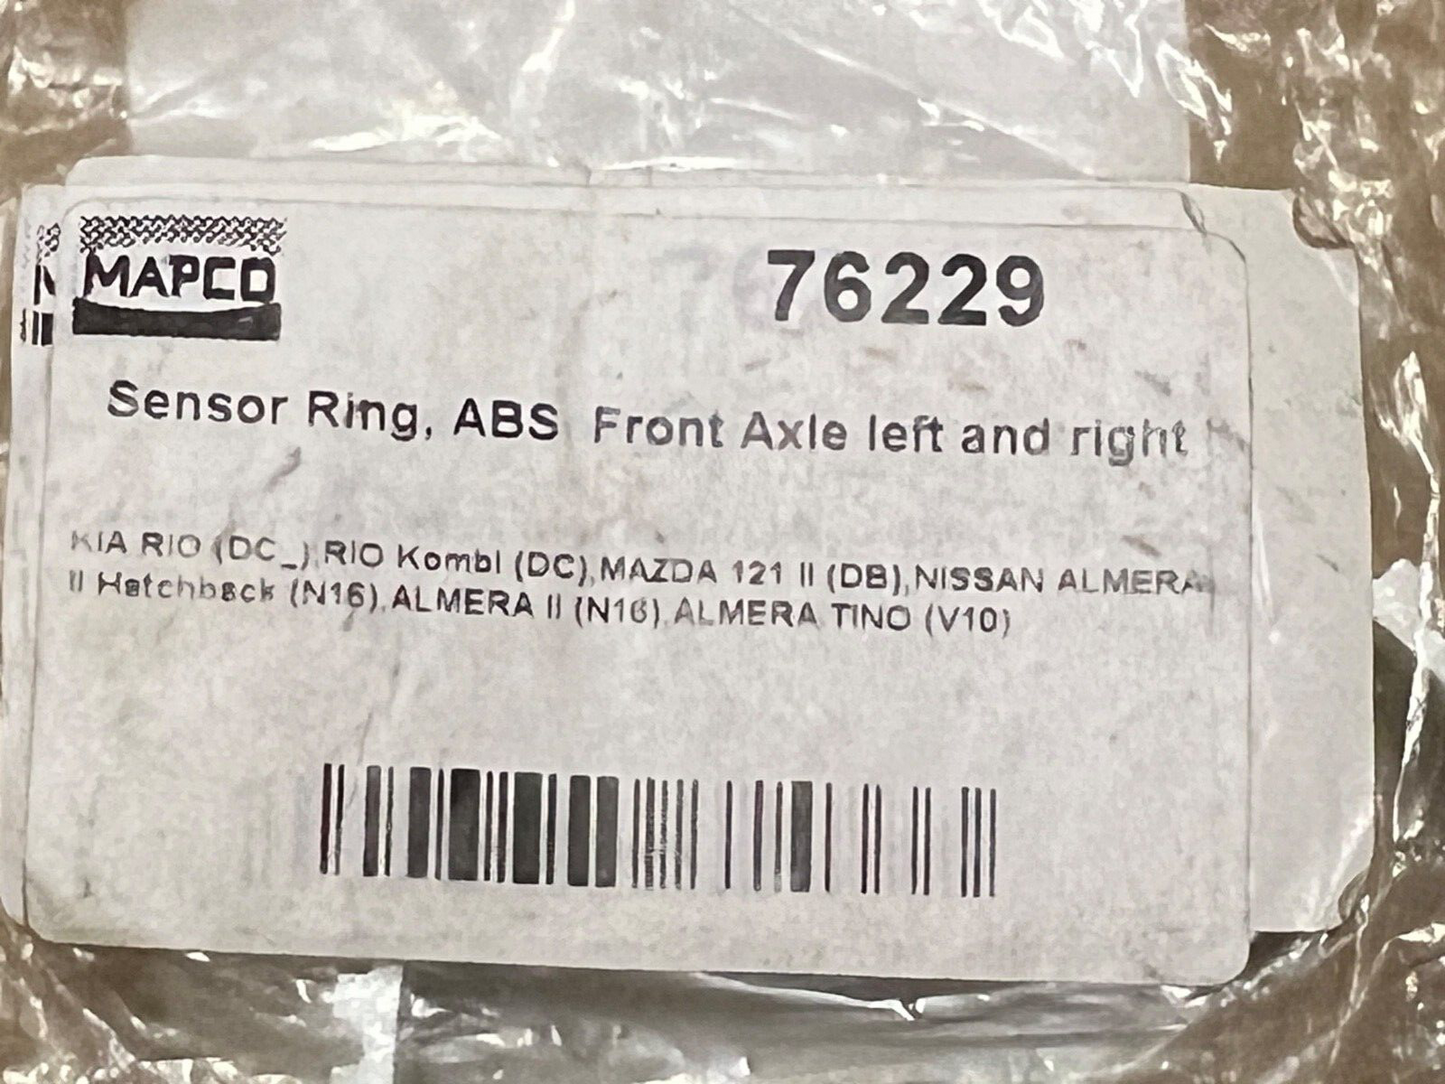 MAPCO
76229
Sensor Ring, ABS Front Axle left and right
KIA RIO (DC_),RIO Kombi (DC),MAZDA 121 II (DB),NISSAN ALMERA
II Hatchback (N16),ALMERA II (N16),ALMERA TINO (V10)